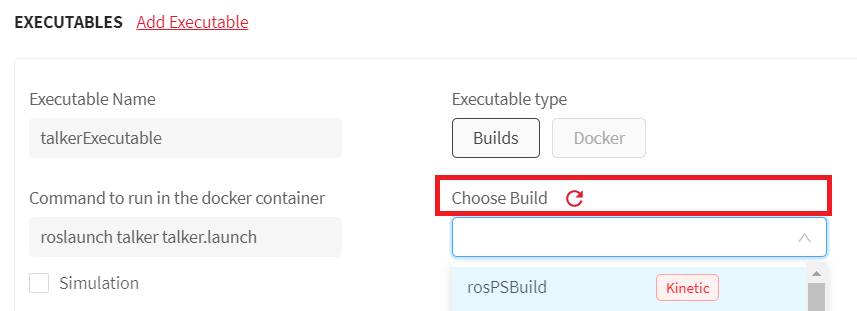 EXECUTABLES Add Executable
Executable Name
talkerExecutable
Executable type
Builds Docker
Command to run in the docker container
roslaunch talker talker.launch
Simulation
Choose Build
rosPSBuild Kinetic